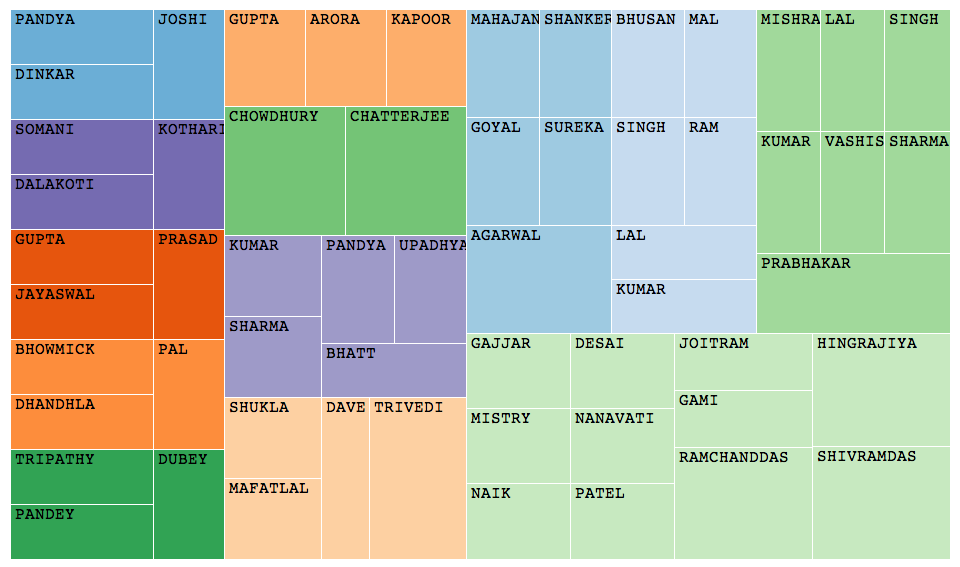 PANDYA
JOSHI
DINKAR
SOMANI
KOTHARI
DALAKOTI
GUPTA
PRASAD
JAYASWAL
BHOWMICK
PAL
DHANDHLA
TRIPATHY
DUBEY
PANDEY
GUPTA
ARORA
KAPOOR
CHOWDHURY
CHATTERJEE
KUMAR
PANDYA
UPADHYA
SHARMA
BHATT
SHUKLA
DAVE
TRIVEDI
MAFATLAL
MAHAJAN
SHANKER
GOYAL
SUREKA
AGARWAL
BHUSAN
MAL
SINGH
RAM
LAL
KUMAR
MISHRA
LAL
SINGH
KUMAR
VASHIS
SHARMA
PRABHAKAR
GAJJAR
DESAI
JOITRAM
HINGRAJIYA
GAMI
MISTRY
NANAVATI
RAMCHANDDAS
SHIVRAMDAS
NAIK
PATEL